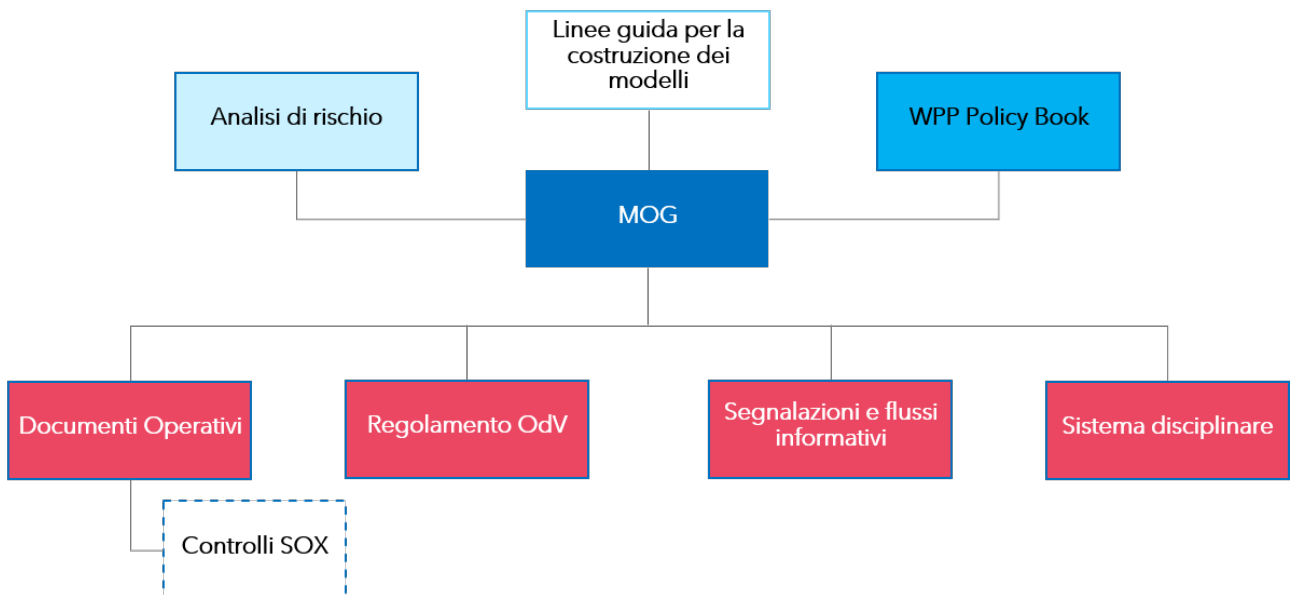 Linee guida per la
costruzione dei
modelli
Analisi di rischio
WPP Policy Book
MOG
Documenti Operativi
Regolamento OdV
Segnalazioni e flussi
informativi
Sistema disciplinare
Controlli SOX